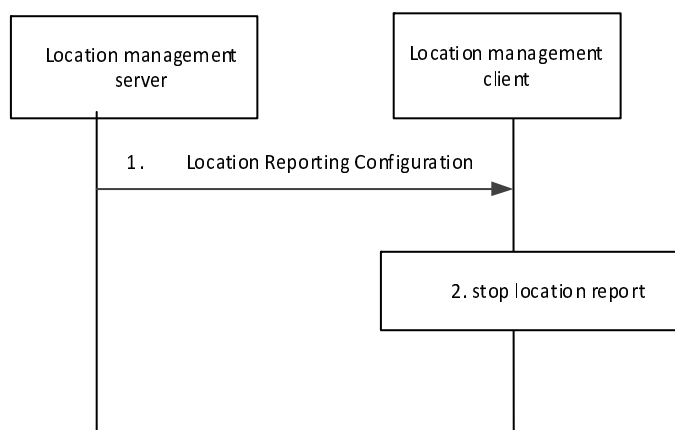 Location management
server
Location management
client
1. Location Reporting Configuration
2. stop location report